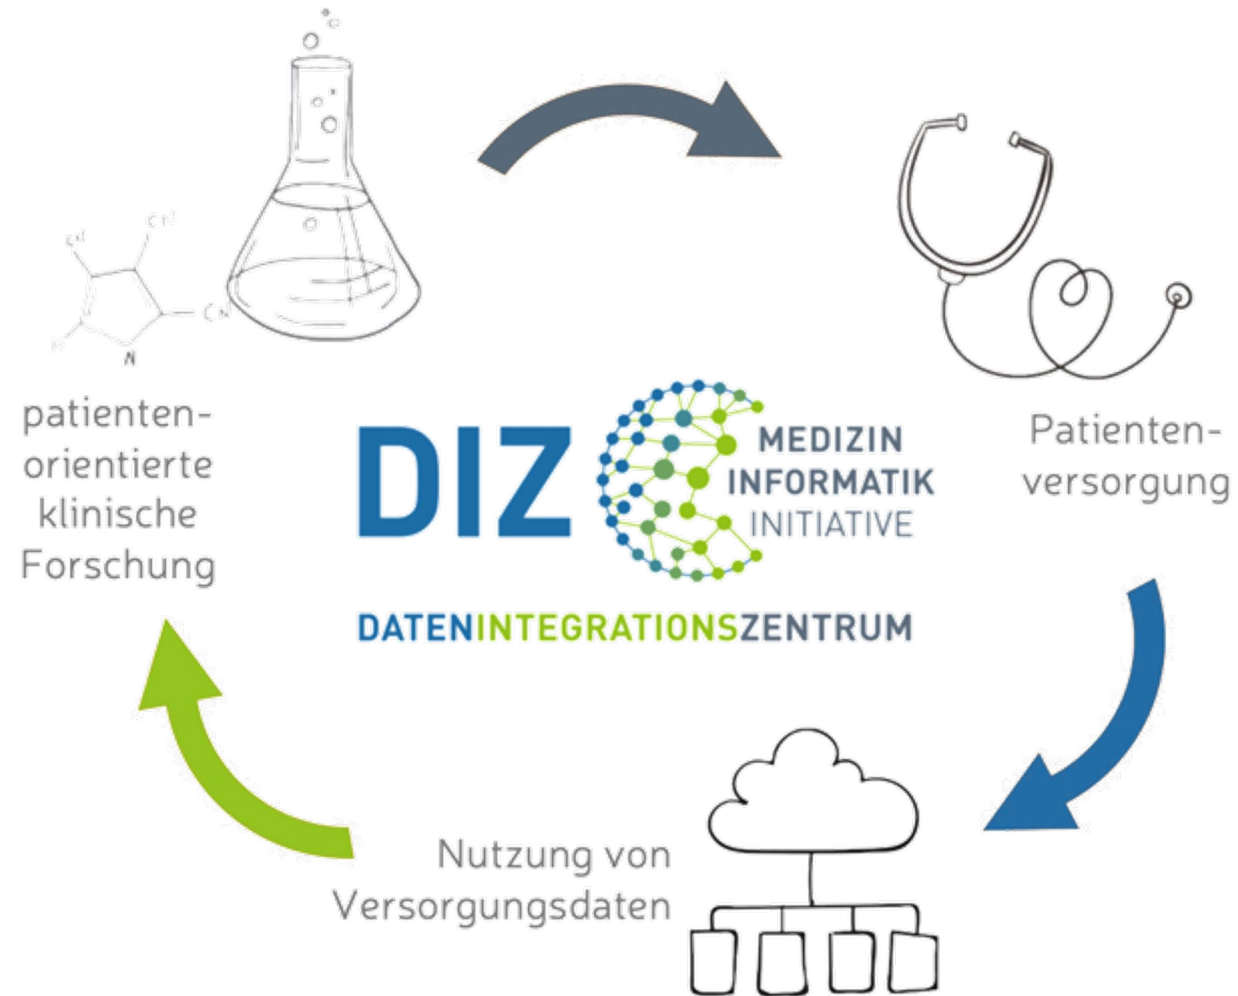 patienten-
orientierte
klinische
Forschung
N
DIZ
MEDIZIN
INFORMATIK
INITIATIVE
DATENINTEGRATIONSZENTRUM
Patienten-
versorgung
Nutzung von
Versorgungsdaten